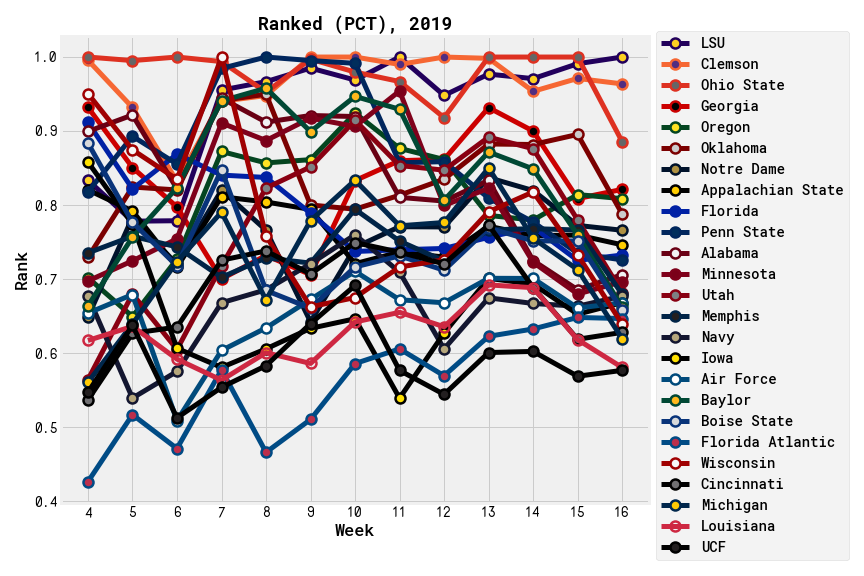 Ranked (PCT), 2019
1.0
0.9
0.8
0.7
0.6
0.5
0.4
Rank
4 5 6 7 8 9 10 11 12 13 14 15 16
Week
LSU
Clemson
Ohio State
Georgia
Oregon
Oklahoma
Notre Dame
Appalachian State
Florida
Penn State
Alabama
Minnesota
Utah
Memphis
Navy
Iowa
Air Force
Baylor
Boise State
Florida Atlantic
Wisconsin
Cincinnati
Michigan
Louisiana
UCF